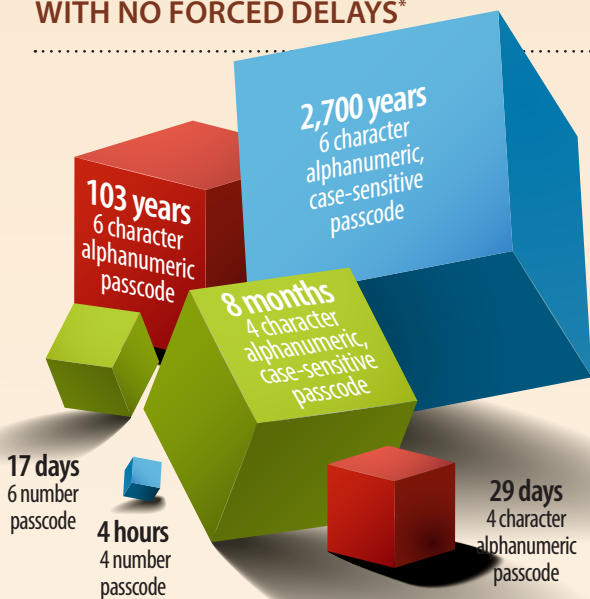 WITH NO FORCED DELAYS*
2,700 years
6 character
alphanumeric,
case-sensitive
passcode
103 years
6 character
alphanumeric
passcode
8 months
4 character
alphanumeric,
case-sensitive
passcode
17 days
6 number
passcode
4 hours
4 number
passcode
29 days
4 character
alphanumeric
passcode